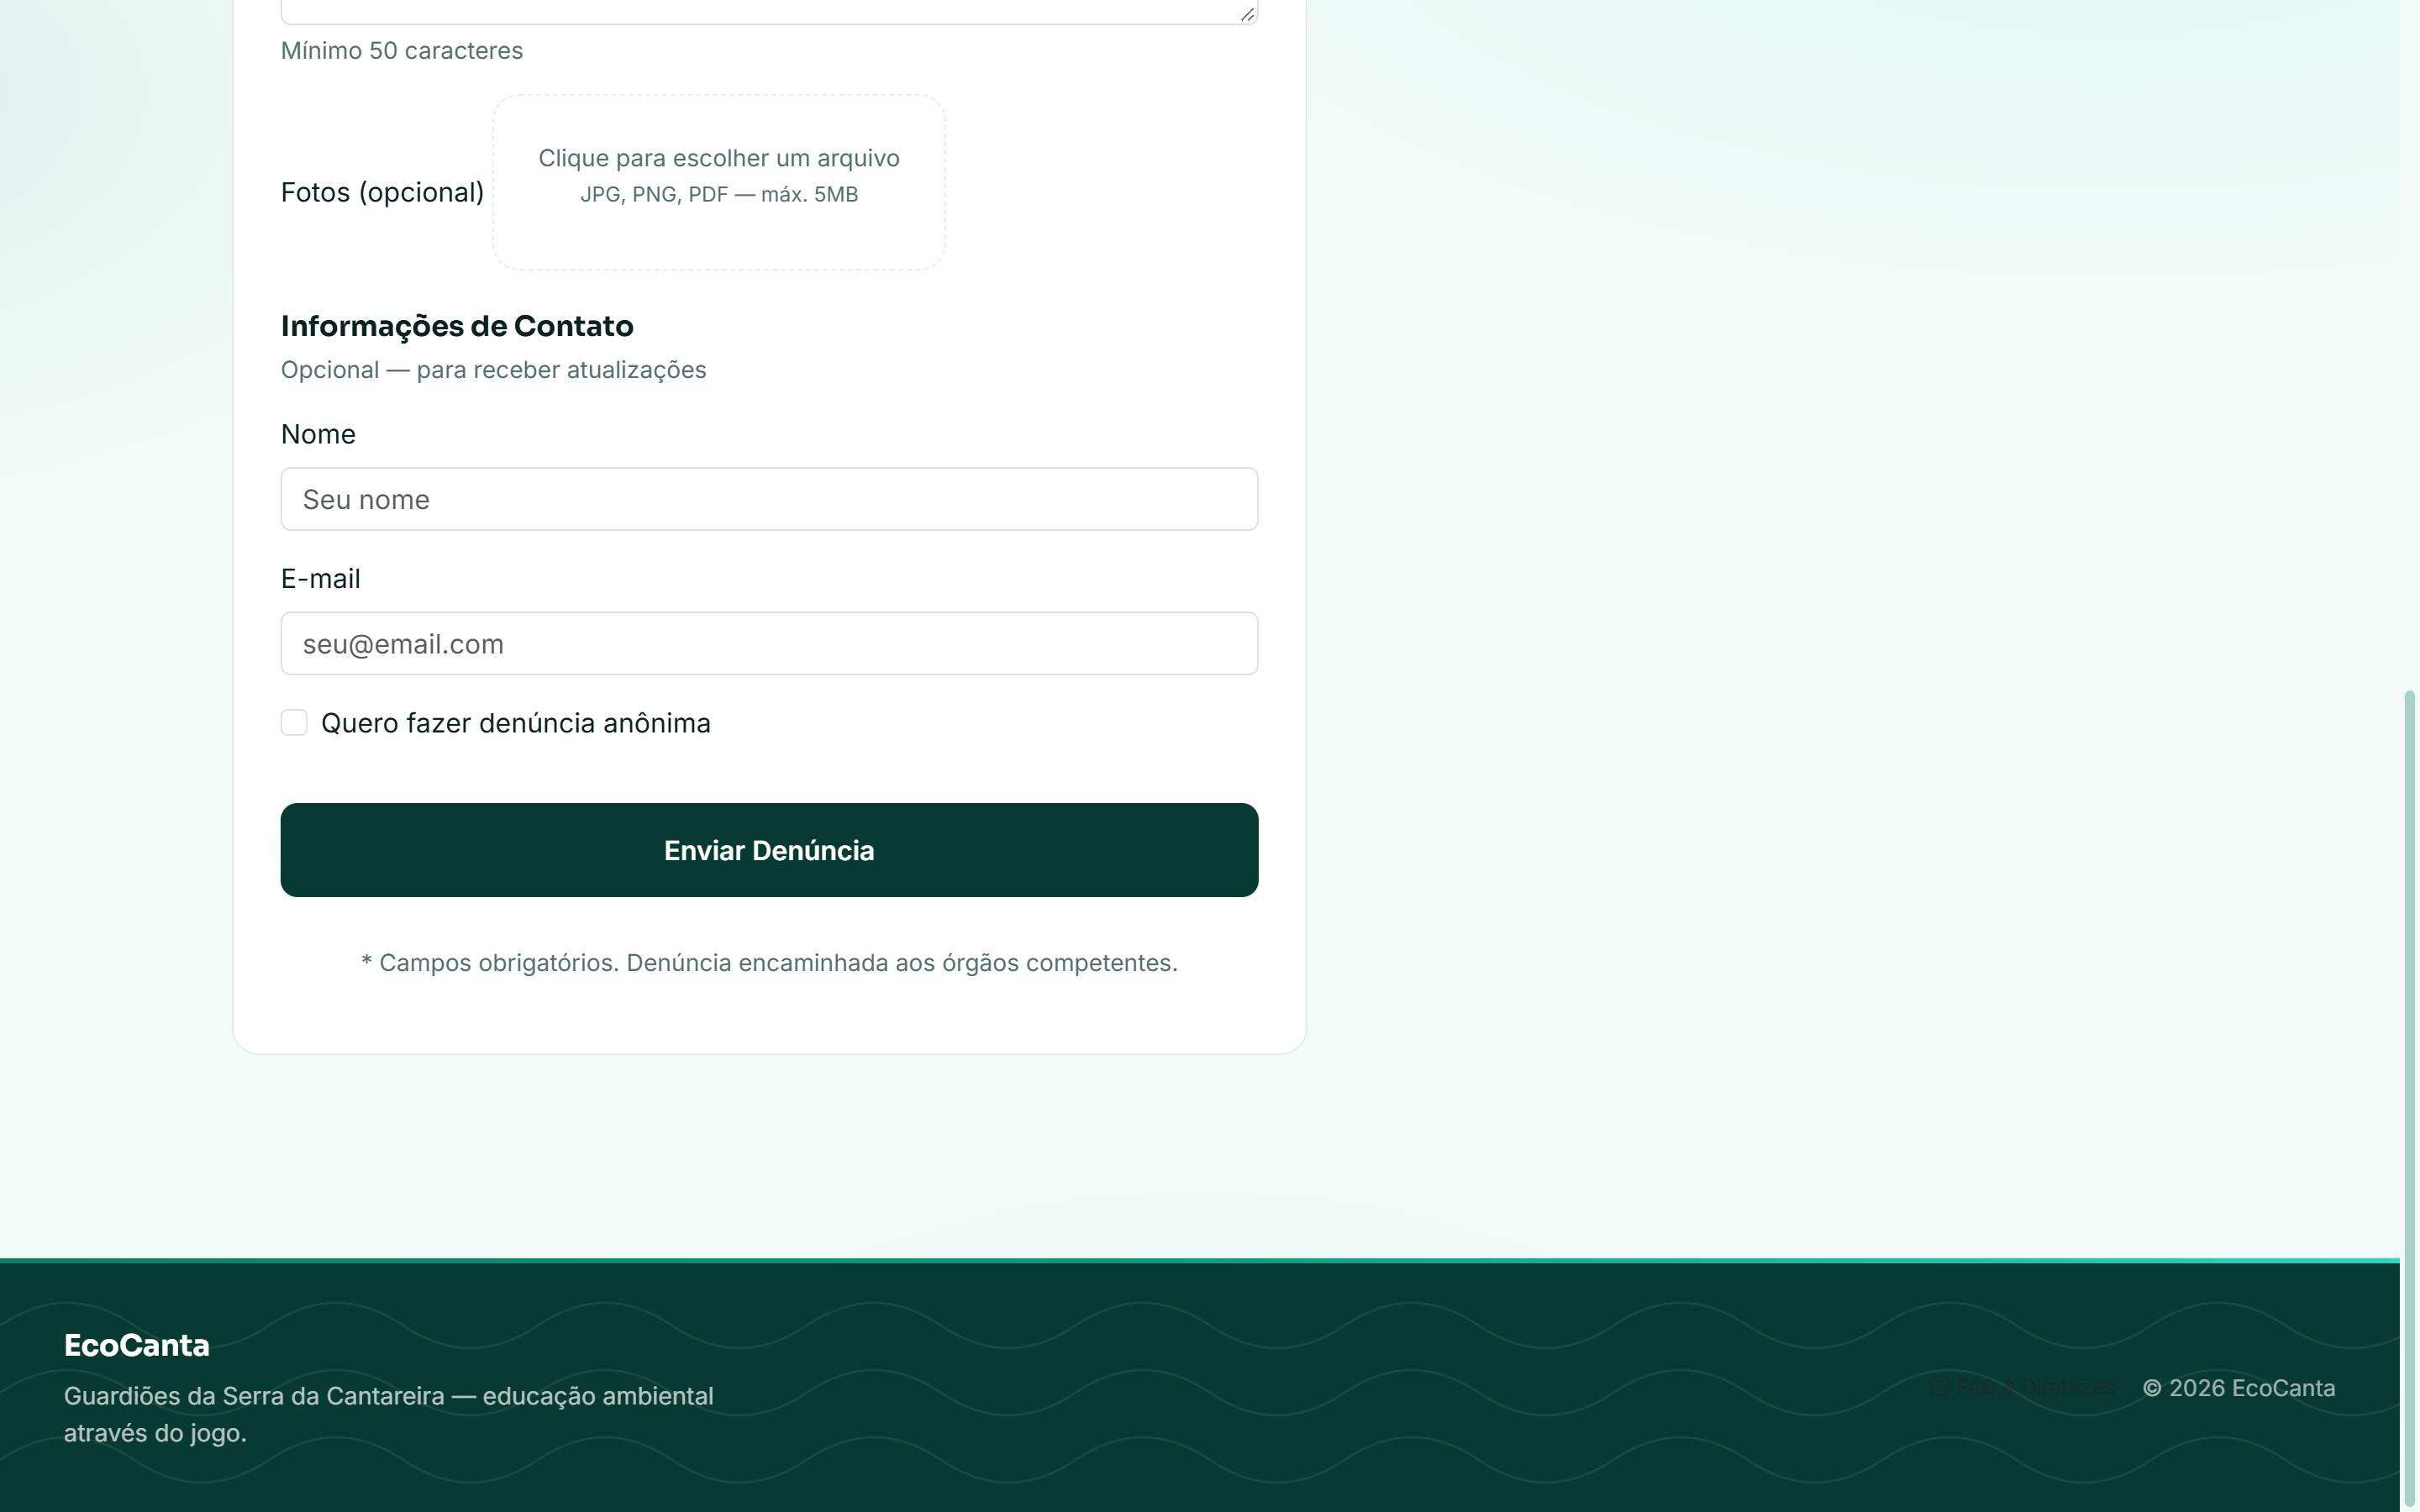 Mínimo 50 caracteres
Fotos (opcional)
Clique para escolher um arquivo
JPG, PNG, PDF — máx. 5MB
Informações de Contato
Opcional — para receber atualizações
Nome
Seu nome
E-mail
seu@email.com
Quero fazer denúncia anônima
Enviar Denúncia
* Campos obrigatórios. Denúncia encaminhada aos órgãos competentes.
EcoCanta
Guardiões da Serra da Cantareira — educação ambiental
através do jogo.
FAQ & Diretrizes
© 2026 EcoCanta